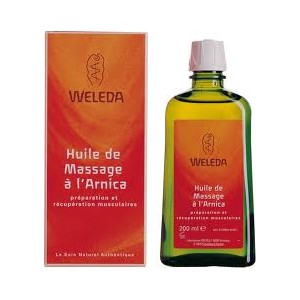 WELEDA
Huile de
Massage
à l'Arnica
préparation et
récupération musculaires
Le Soin Naturel Authentique
WELEDA
Huile de
Massage
à l'Arnica
préparation et
récupération musculaires
200 ml e